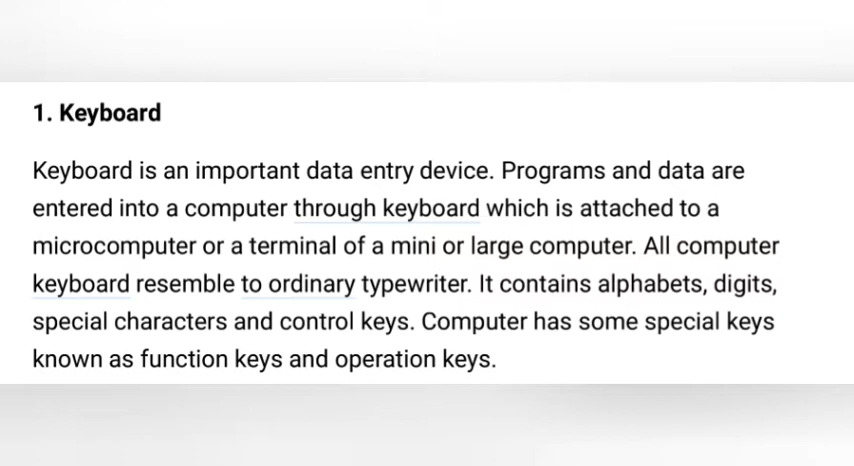 1. Keyboard
Keyboard is an important data entry device. Programs and data are
entered into a computer through keyboard which is attached to a
microcomputer or a terminal of a mini or large computer. All computer
keyboard resemble to ordinary typewriter. It contains alphabets, digits,
special characters and control keys. Computer has some special keys
known as function keys and operation keys.